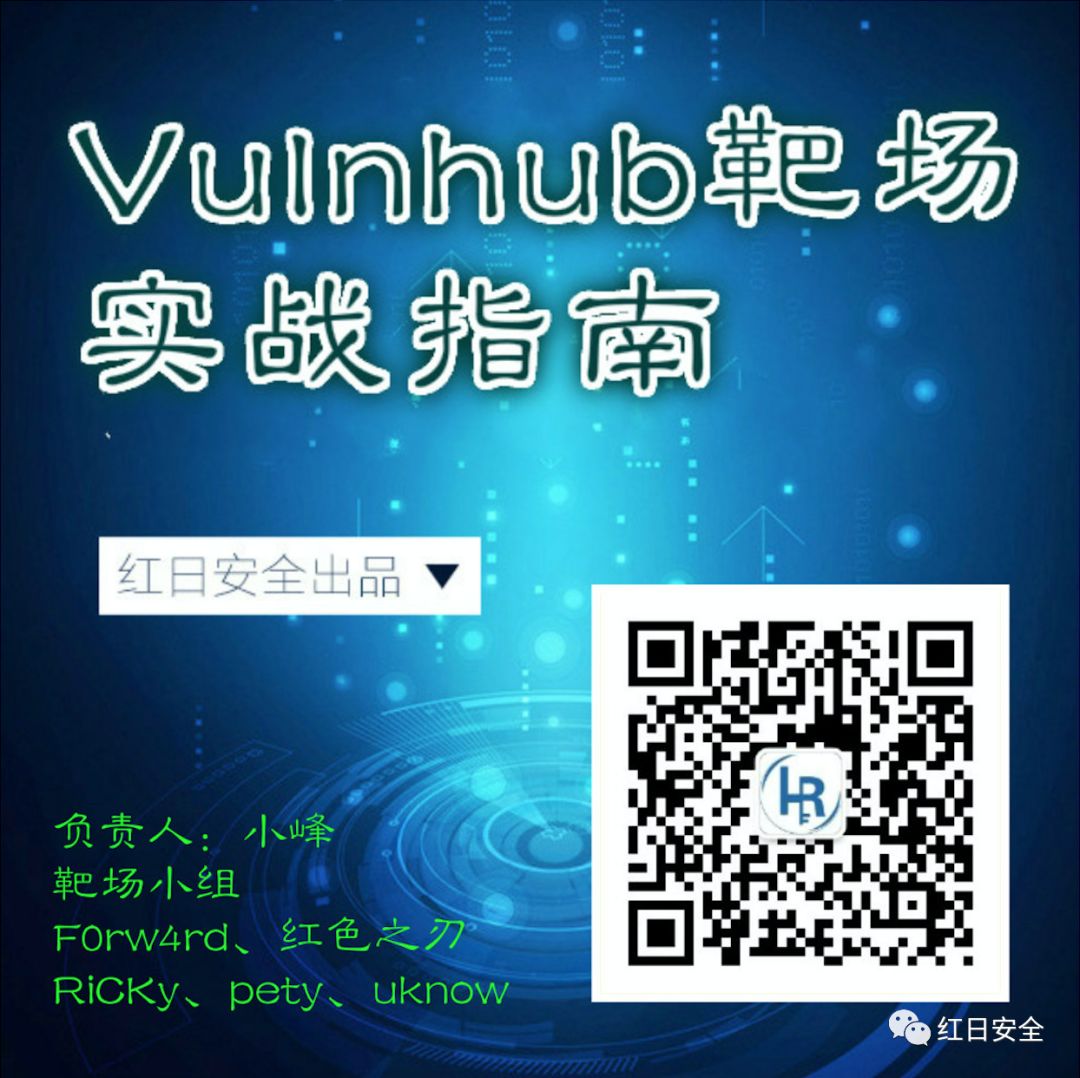 Vulnhub靶场
实战指南
红日安全出品
负责人：小峰
靶场小组
F0rw4rd、红色之刃
RiCKy、pety、uknow
HR
红日安全